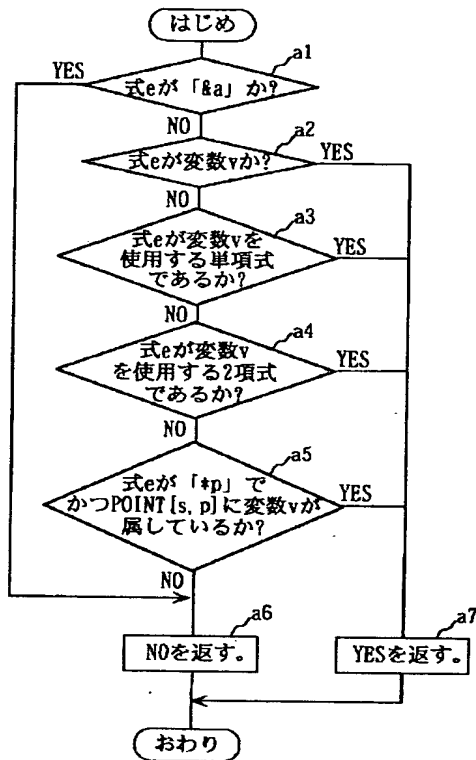 はじめ
a1
YES
式eが「&a」か?
NO
a2
式eが変数vか?
YES
NO
a3
式eが変数vを
使用する単項式
であるか?
YES
NO
a4
式eが変数v
を使用する2項式
であるか?
YES
NO
a5
式eが「*p」で
かつPOINT[s,p]に変数vが
属しているか?
YES
NO
a6
NOを返す。
a7
YESを返す。
おわり